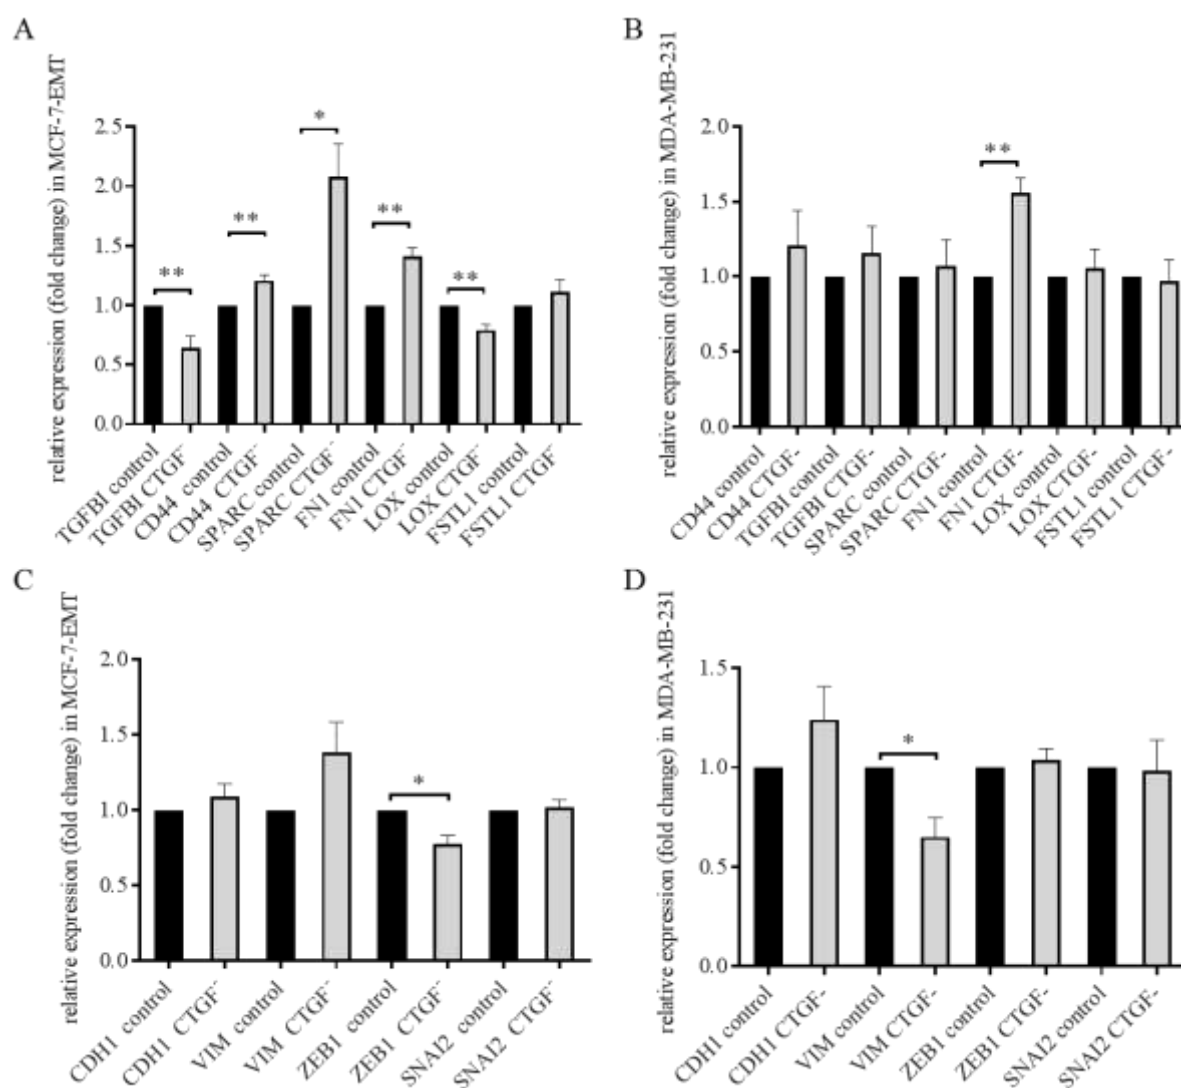 A
relative expression (fold change) in MCF-7-EMT
2.5
2.0
1.5
1.0
0.5
0.0
**
**
*
**
**
TGFBI control
TGFBI CTGF-
CD44 control
CD44 CTGF-
SPARC control
SPARC CTGF-
FN1 control
FN1 CTGF-
LOX control
LOX CTGF-
FSTL1 control
FSTL1 CTGF-
B
relative expression (fold change) in MDA-MB-231
2.0
1.5
1.0
0.5
0.0
**
CD44 control
CD44 CTGF-
TGFBI control
TGFBI CTGF-
SPARC control
SPARC CTGF-
FN1 control
FN1 CTGF-
LOX control
LOX CTGF-
FSTL1 control
FSTL1 CTGF-
C
relative expression (fold change) in MCF-7-EMT
2.0
1.5
1.0
0.5
0.0
*
CDH1 control
CDH1 CTGF-
VIM control
VIM CTGF-
ZEB1 control
ZEB1 CTGF-
SNAI2 control
SNAI2 CTGF-
D
relative expression (fold change) in MDA-MB-231
1.5
1.0
0.5
0.0
*
CDH1 control
CDH1 CTGF-
VIM control
VIM CTGF-
ZEB1 control
ZEB1 CTGF-
SNAI2 control
SNAI2 CTGF-